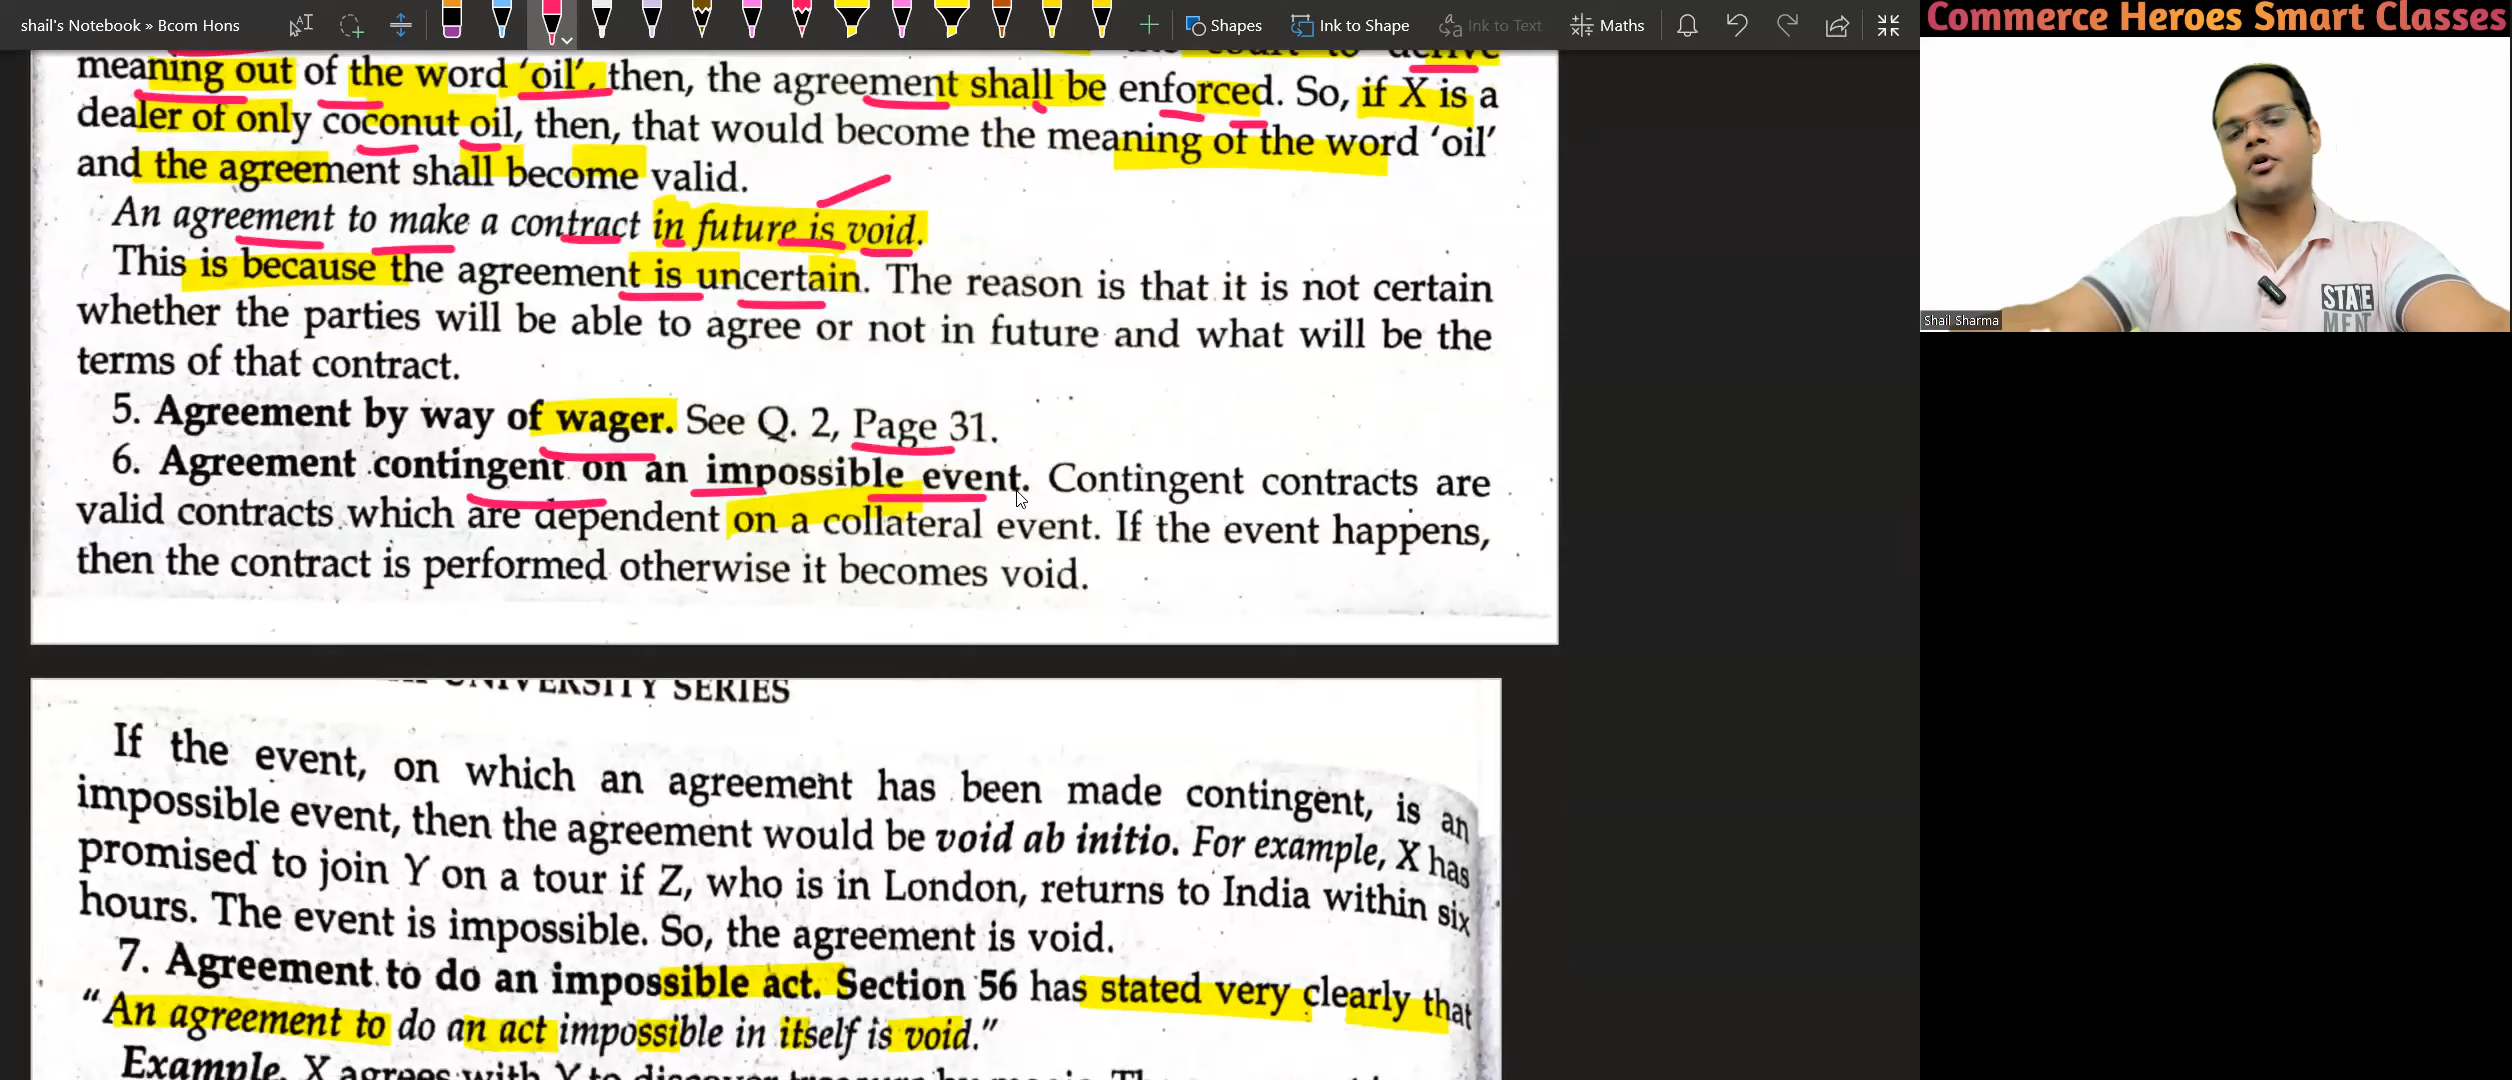 shail's Notebook » Bcom Hons
Shapes
Ink to Shape
Ink to Text
Maths
Commerce Heroes Smart Classes
meaning out of the word ‘oil’, then, the agreement shall be enforced. So, if X is a
dealer of only coconut oil, then, that would become the meaning of the word ‘oil’
and the agreement shall become valid.
An agreement to make a contract in future is void.
This is because the agreement is uncertain. The reason is that it is not certain
whether the parties will be able to agree or not in future and what will be the
terms of that contract.
5. Agreement by way of wager. See Q. 2, Page 31.
6. Agreement contingent on an impossible event. Contingent contracts are
valid contracts which are dependent on a collateral event. If the event happens,
then the contract is performed otherwise it becomes void.
UNIVERSITY SERIES
If the event, on which an agreement has been made contingent, is an
impossible event, then the agreement would be void ab initio. For example, X has
promised to join Y on a tour if Z, who is in London, returns to India within six
hours. The event is impossible. So, the agreement is void.
7. Agreement to do an impossible act. Section 56 has stated very clearly that
“An agreement to do an act impossible in itself is void.”
Example. X agrees with Y to discover treasure by magic.
STATE
MENT
Shail Sharma